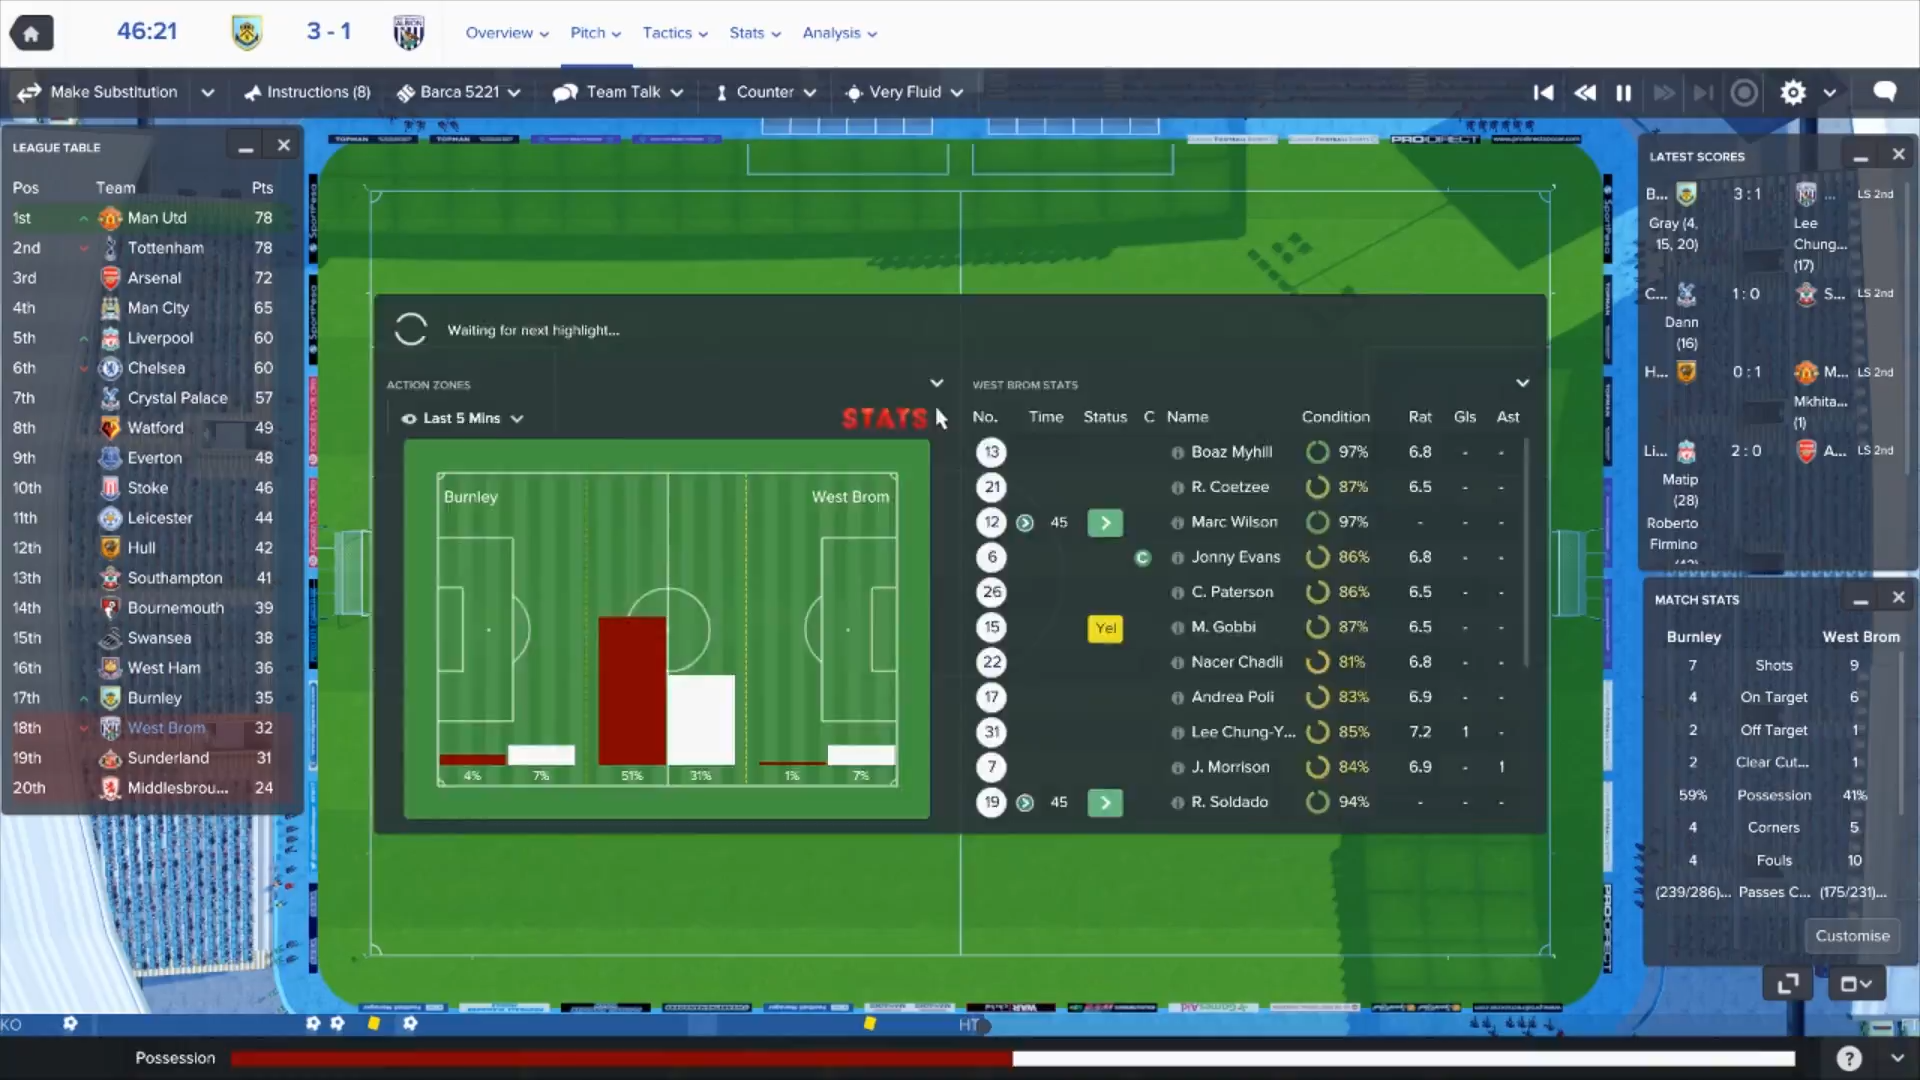 46:21 3 - 1 Overview Pitch Tactics Stats Analysis
Make Substitution Instructions (8) Barca 5221 Team Talk Counter Very Fluid
LEAGUE TABLE
Pos Team Pts
1st Man Utd 78
2nd Tottenham 78
3rd Arsenal 72
4th Man City 65
5th Liverpool 60
6th Chelsea 60
7th Crystal Palace 57
8th Watford 49
9th Everton 48
10th Stoke 46
11th Leicester 44
12th Hull 42
13th Southampton 41
14th Bournemouth 39
15th Swansea 38
16th West Ham 36
17th Burnley 35
18th West Brom 32
19th Sunderland 31
20th Middlesbrou... 24
Waiting for next highlight...
ACTION ZONES
Last 5 Mins
STATS
Burnley West Brom
4% 7% 51% 31% 1% 7%
WEST BROM STATS
No. Time Status C Name Condition Rat Gls Ast
13 Boaz Myhill 97% 6.8 - -
21 R. Coetzee 87% 6.5 - -
12 45 Marc Wilson 97% - - -
6 C Jonny Evans 86% 6.8 - -
26 C. Paterson 86% 6.5 - -
15 Yel M. Gobbi 87% 6.5 - -
22 Nacer Chadli 81% 6.8 - -
17 Andrea Poli 83% 6.9 - -
31 Lee Chung-Y... 85% 7.2 1 -
7 J. Morrison 84% 6.9 - 1
19 45 R. Soldado 94% - - -
LATEST SCORES
B... 3 : 1 ... LS 2nd
Gray (4, 15, 20) Lee Chung... (17)
C... 1 : 0 S... LS 2nd
Dann (16)
H... 0 : 1 M... LS 2nd
Mkhita... (1)
Li... 2 : 0 A... LS 2nd
Matip (28)
Roberto
Firmino
MATCH STATS
Burnley West Brom
7 Shots 9
4 On Target 6
2 Off Target 1
2 Clear Cut... 1
59% Possession 41%
4 Corners 5
4 Fouls 10
(239/286)... Passes C... (175/231)...
Customise
TOPMAN TOPMAN PRO:DIRECT www.prodirectsoccer.com
KO HT
Possession
?